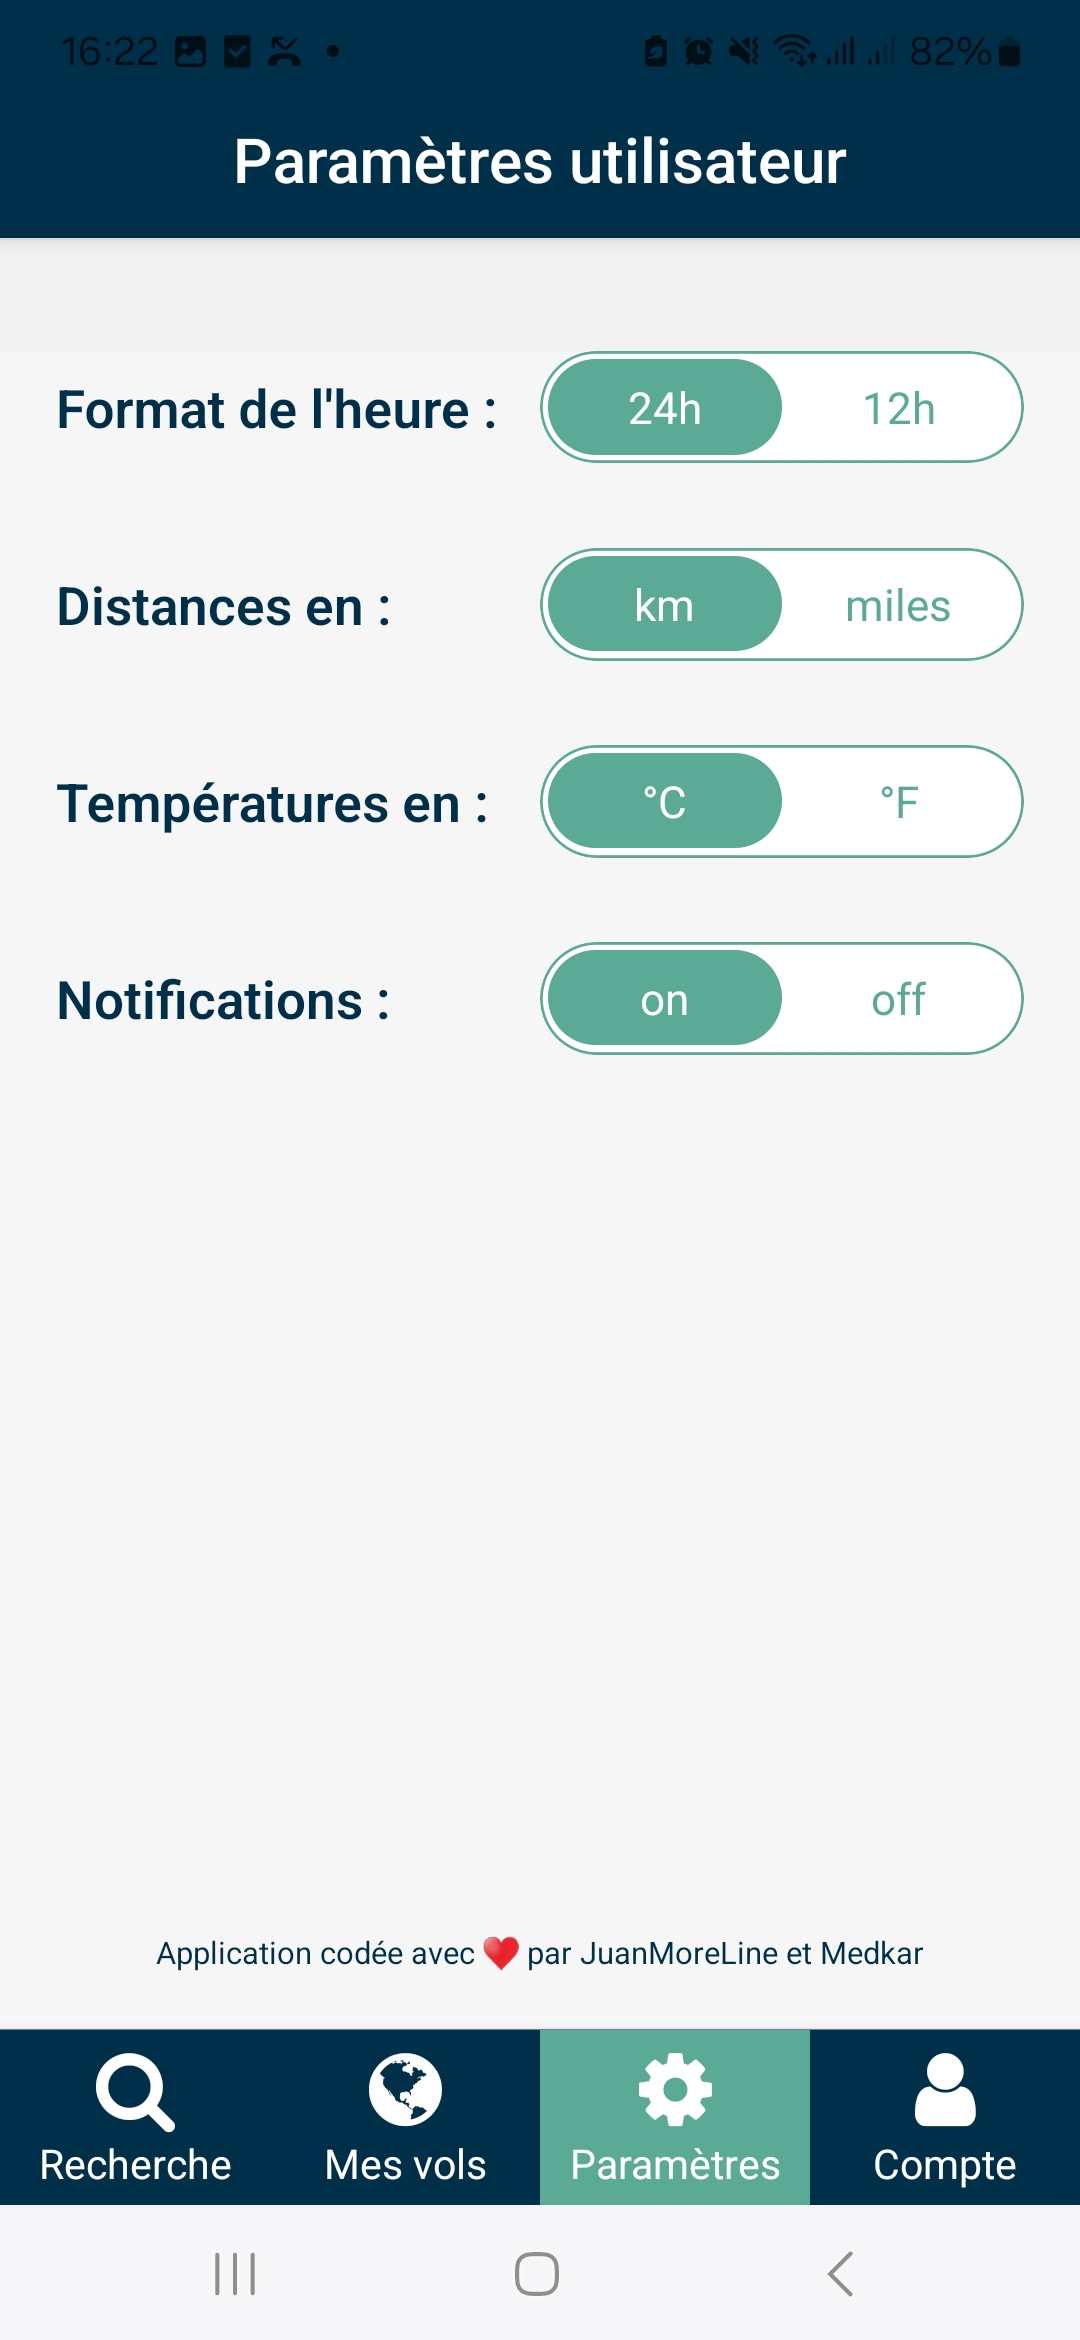 16:22 82%
Paramètres utilisateur
Format de l'heure : 24h 12h
Distances en : km miles
Températures en : °C °F
Notifications : on off
Application codée avec ❤️ par JuanMoreLine et Medkar
Recherche Mes vols Paramètres Compte